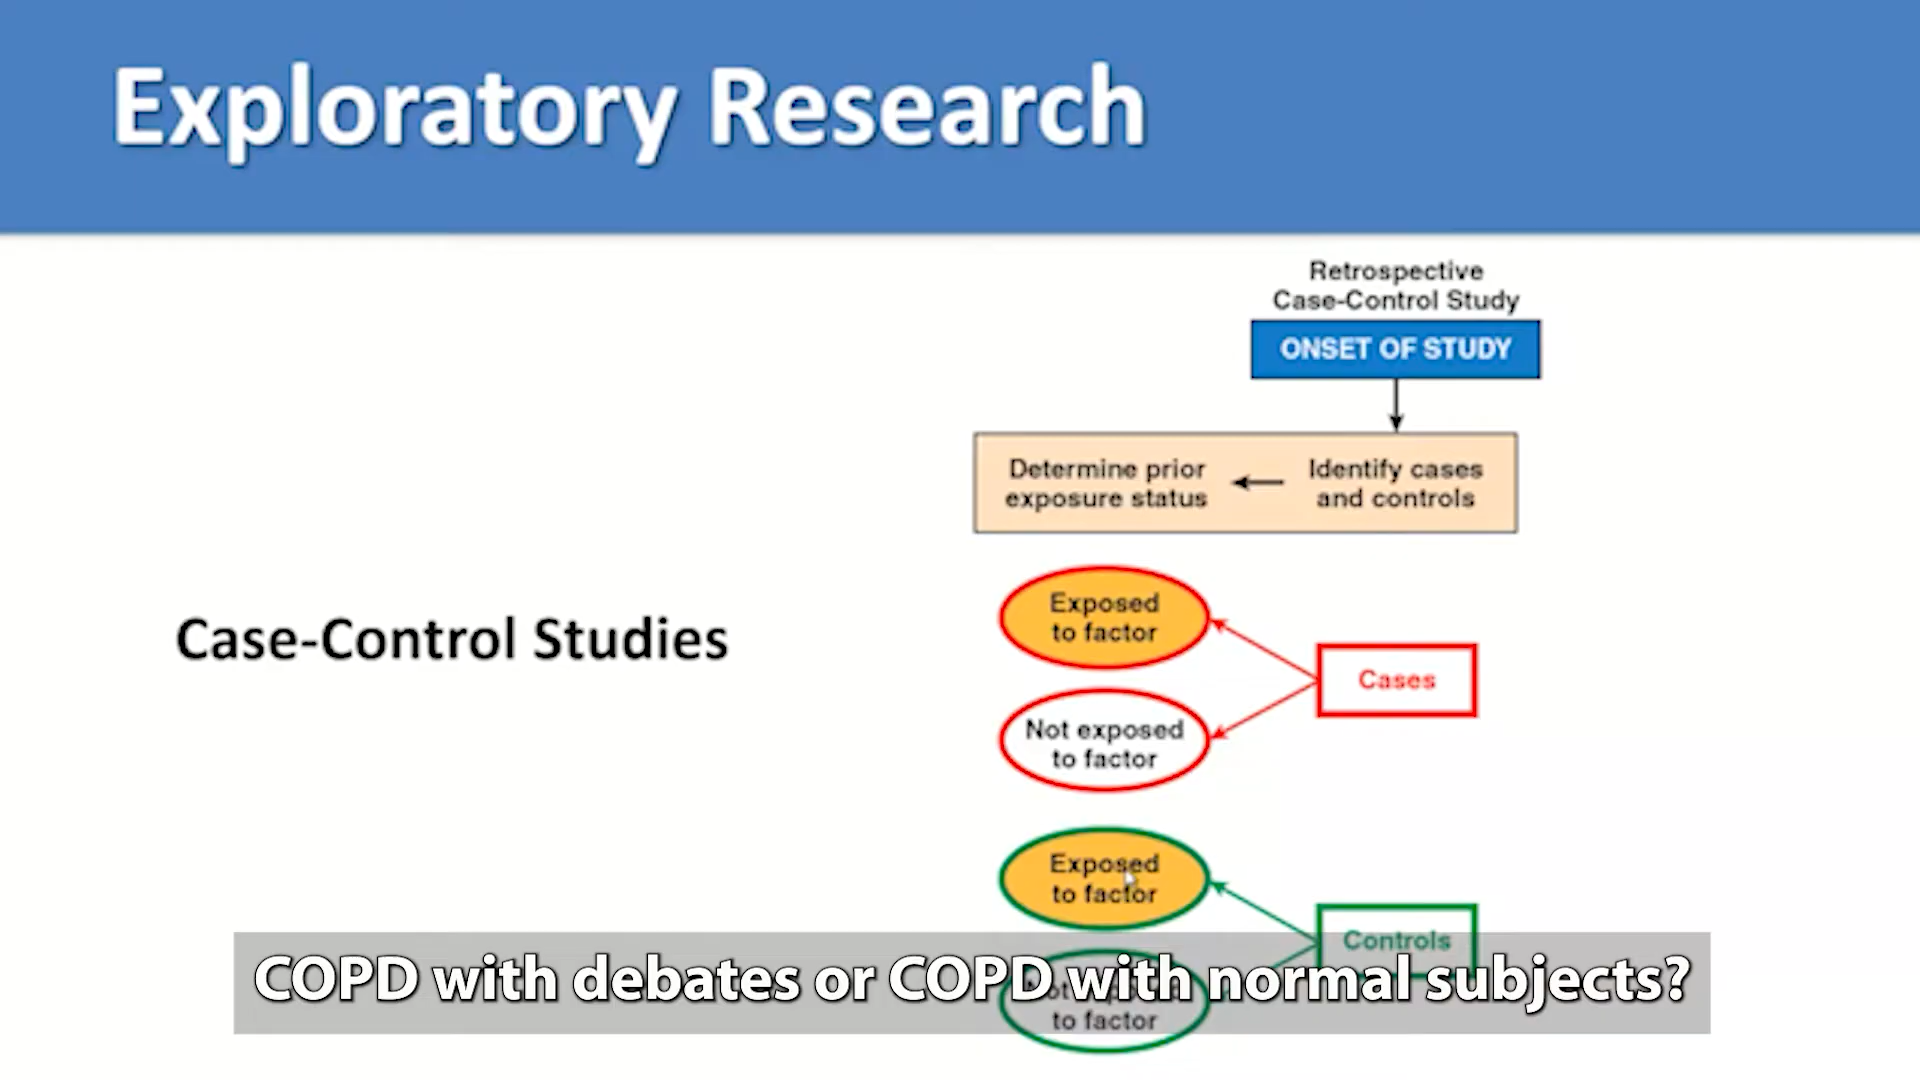 Exploratory Research
Retrospective
Case-Control Study
ONSET OF STUDY
Determine prior
exposure status
Identify cases
and controls
Case-Control Studies
Exposed
to factor
Cases
Not exposed
to factor
Exposed
to factor
Controls
COPD with debates or COPD with normal subjects?
to factor